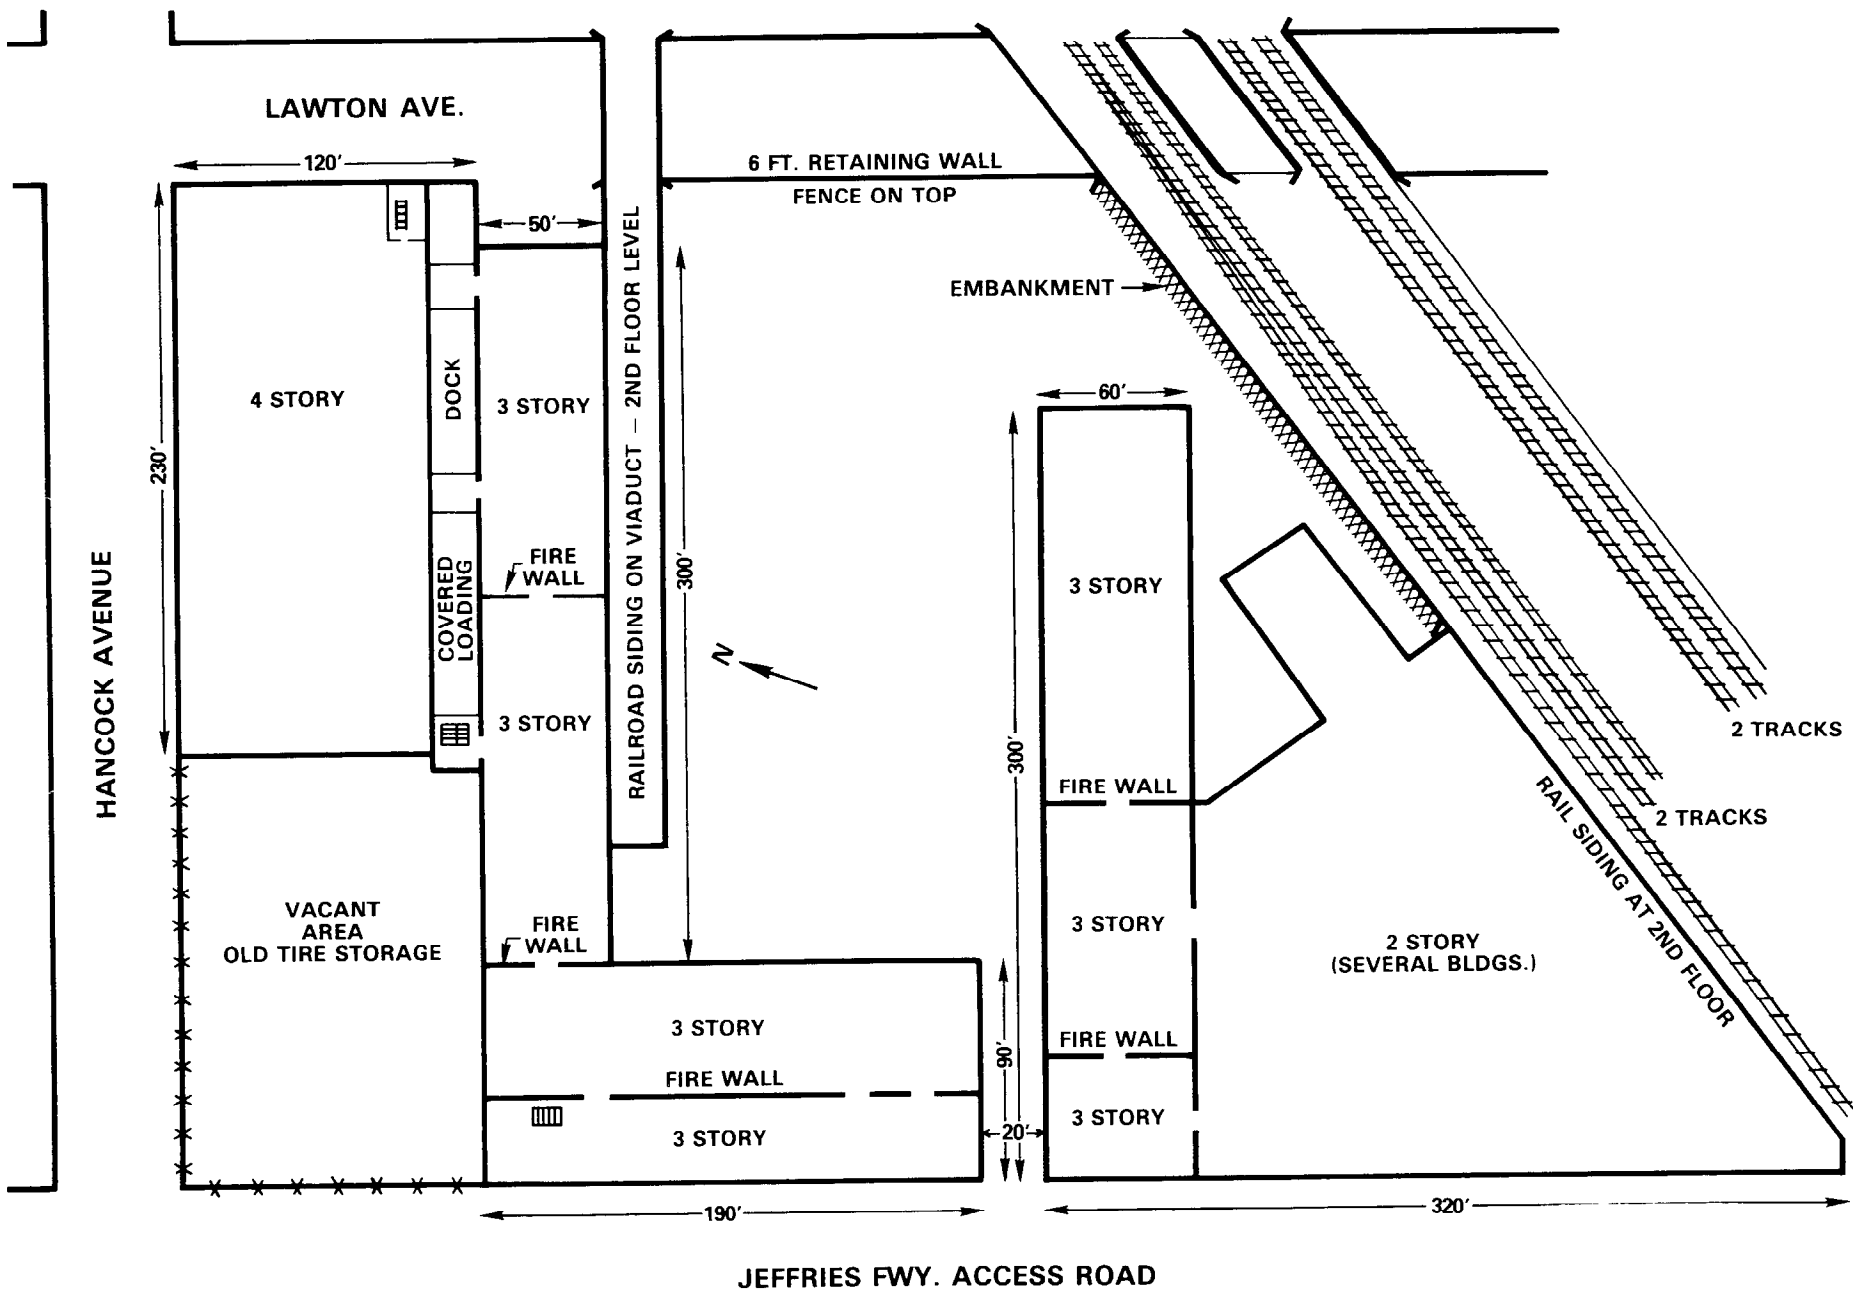 LAWTON AVE.
120'
6 FT. RETAINING WALL
FENCE ON TOP
50'
EMBANKMENT
60'
4 STORY
DOCK
3 STORY
RAILROAD SIDING ON VIADUCT – 2ND FLOOR LEVEL
230'
300'
FIRE
WALL
COVERED
LOADING
3 STORY
HANCOCK AVENUE
N
3 STORY
2 TRACKS
300'
FIRE WALL
RAIL SIDING AT 2ND FLOOR
2 TRACKS
VACANT
AREA
OLD TIRE STORAGE
FIRE
WALL
3 STORY
2 STORY
(SEVERAL BLDGS.)
3 STORY
FIRE WALL
90'
FIRE WALL
3 STORY
20'
3 STORY
190'
320'
JEFFRIES FWY. ACCESS ROAD